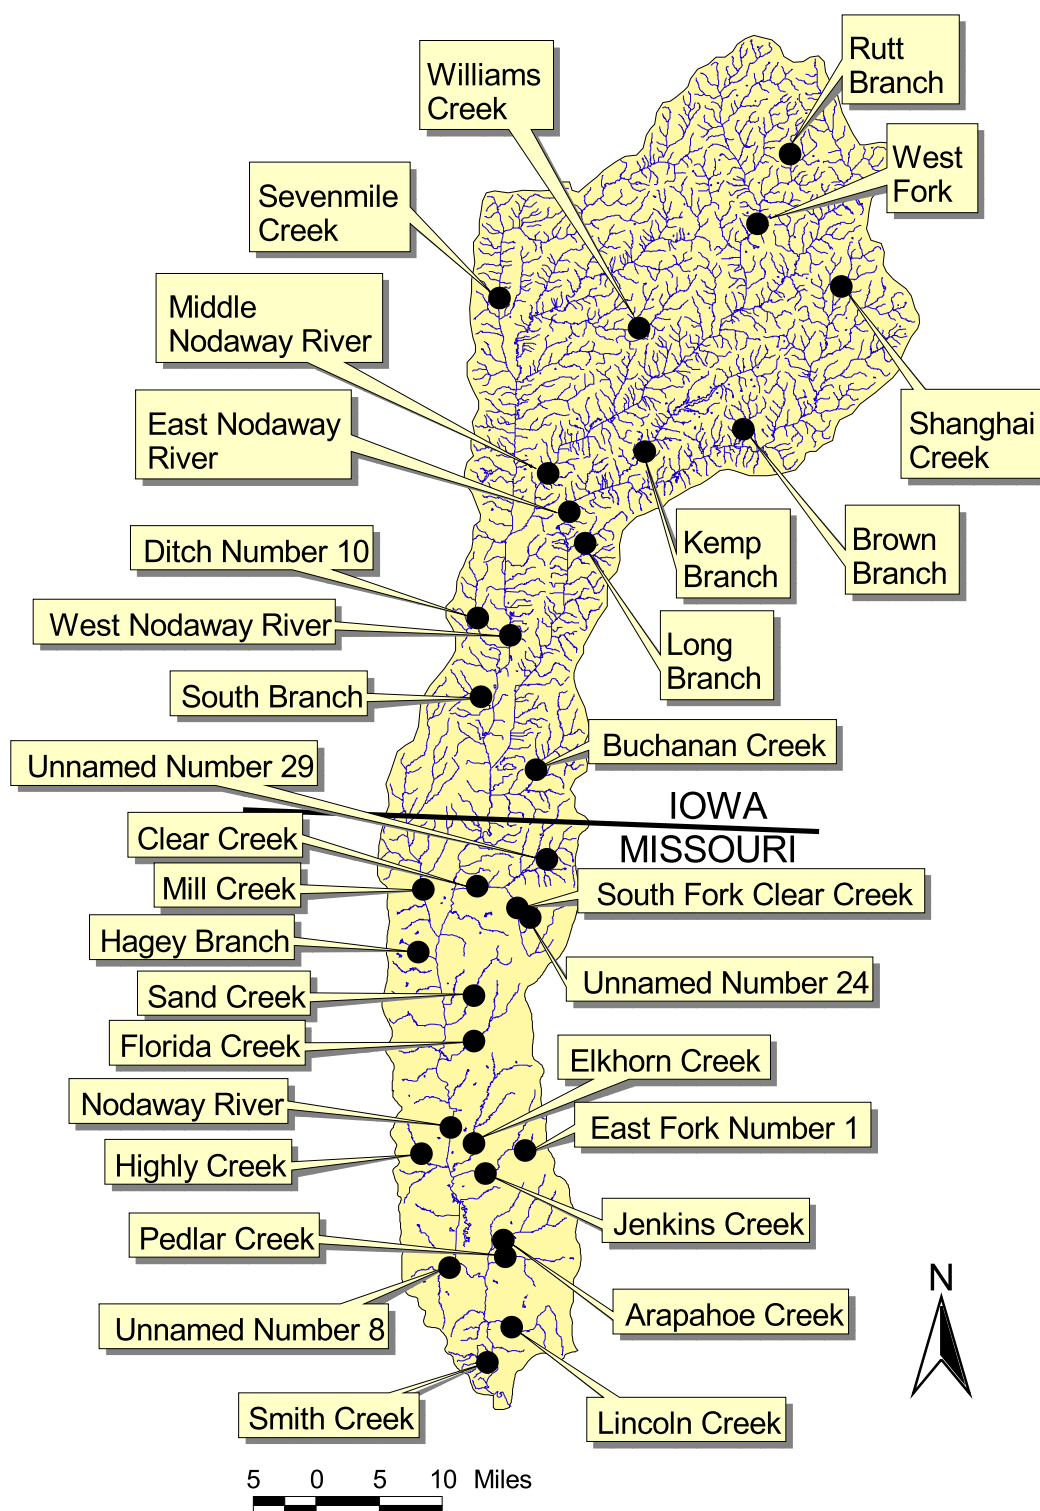 Rutt
Branch
Williams
Creek
West
Fork
Sevenmile
Creek
Middle
Nodaway River
East Nodaway
River
Shanghai
Creek
Kemp
Branch
Brown
Branch
Ditch Number 10
West Nodaway River
Long
Branch
South Branch
Buchanan Creek
Unnamed Number 29
IOWA
MISSOURI
Clear Creek
Mill Creek
South Fork Clear Creek
Hagey Branch
Unnamed Number 24
Sand Creek
Florida Creek
Elkhorn Creek
Nodaway River
East Fork Number 1
Highly Creek
Jenkins Creek
Pedlar Creek
Arapahoe Creek
Unnamed Number 8
N
Smith Creek
Lincoln Creek
5 0 5 10 Miles